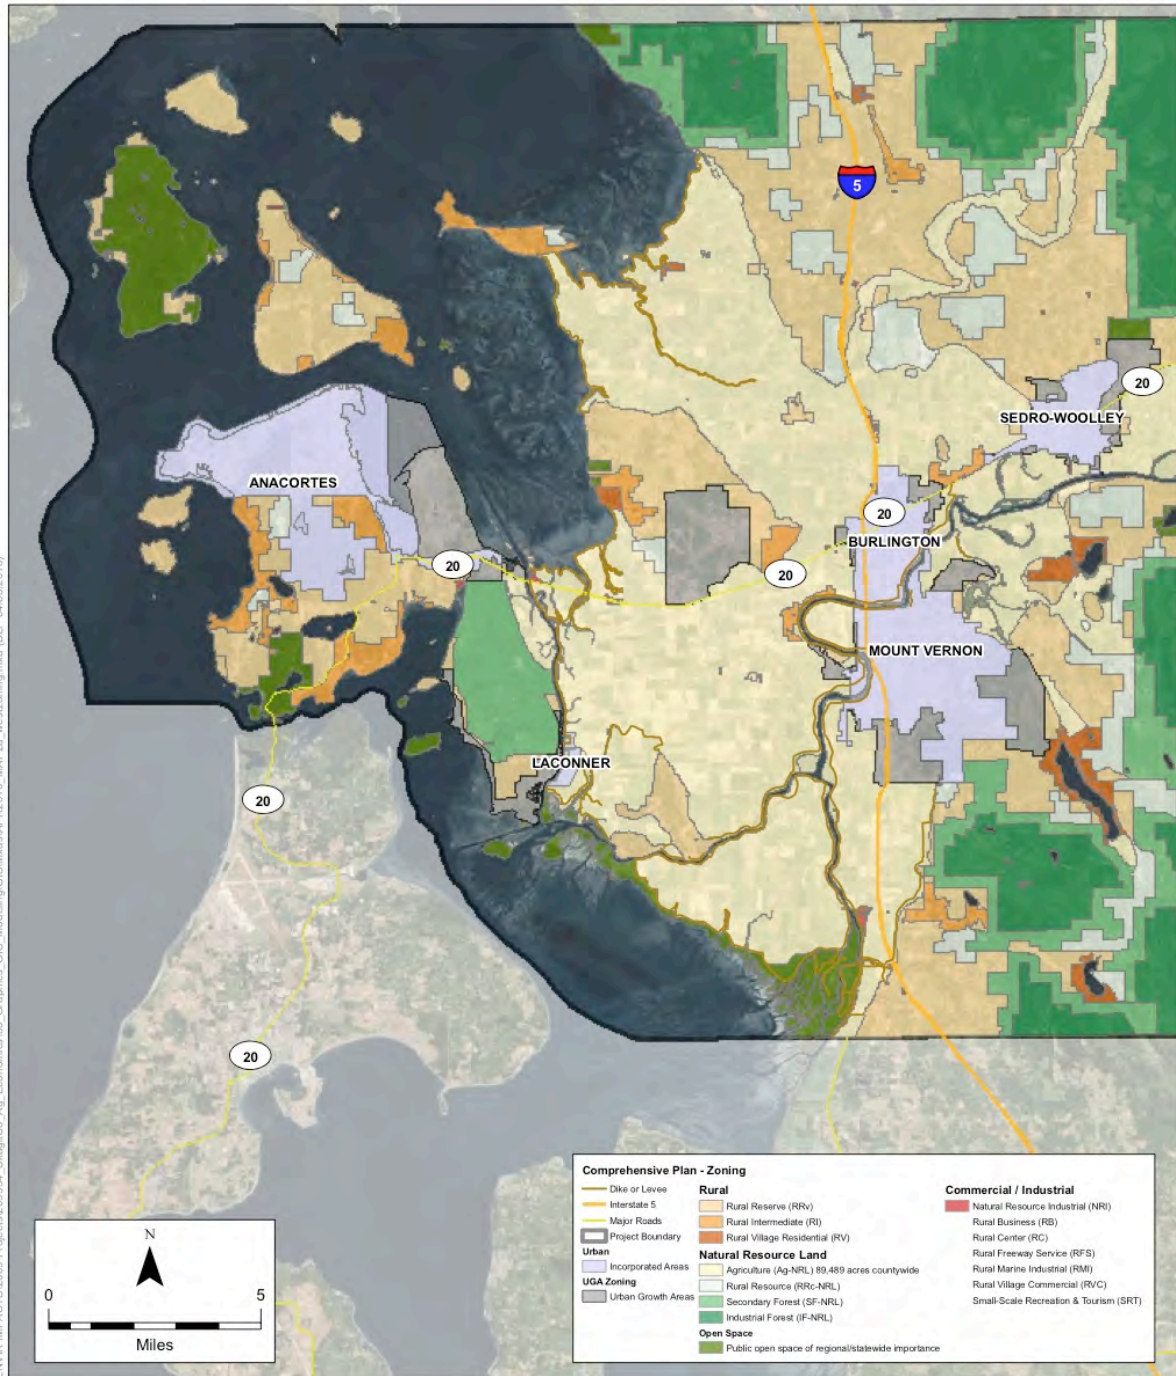 5
20
SEDRO-WOOLLEY
ANACORTES
20
BURLINGTON
20
20
MOUNT VERNON
LACONNER
20
20
Comprehensive Plan - Zoning
Dike or Levee
Interstate 5
Major Roads
Project Boundary
Urban
Incorporated Areas
UGA Zoning
Urban Growth Areas
Rural
Rural Reserve (RRv)
Rural Intermediate (RI)
Rural Village Residential (RV)
Natural Resource Land
Agriculture (Ag-NRL) 89,489 acres countywide
Rural Resource (RRc-NRL)
Secondary Forest (SF-NRL)
Industrial Forest (IF-NRL)
Open Space
Public open space of regional/statewide importance
Commercial / Industrial
Natural Resource Industrial (NRI)
Rural Business (RB)
Rural Center (RC)
Rural Freeway Service (RFS)
Rural Marine Industrial (RMI)
Rural Village Commercial (RVC)
Small-Scale Recreation & Tourism (SRT)
N
0 5
Miles